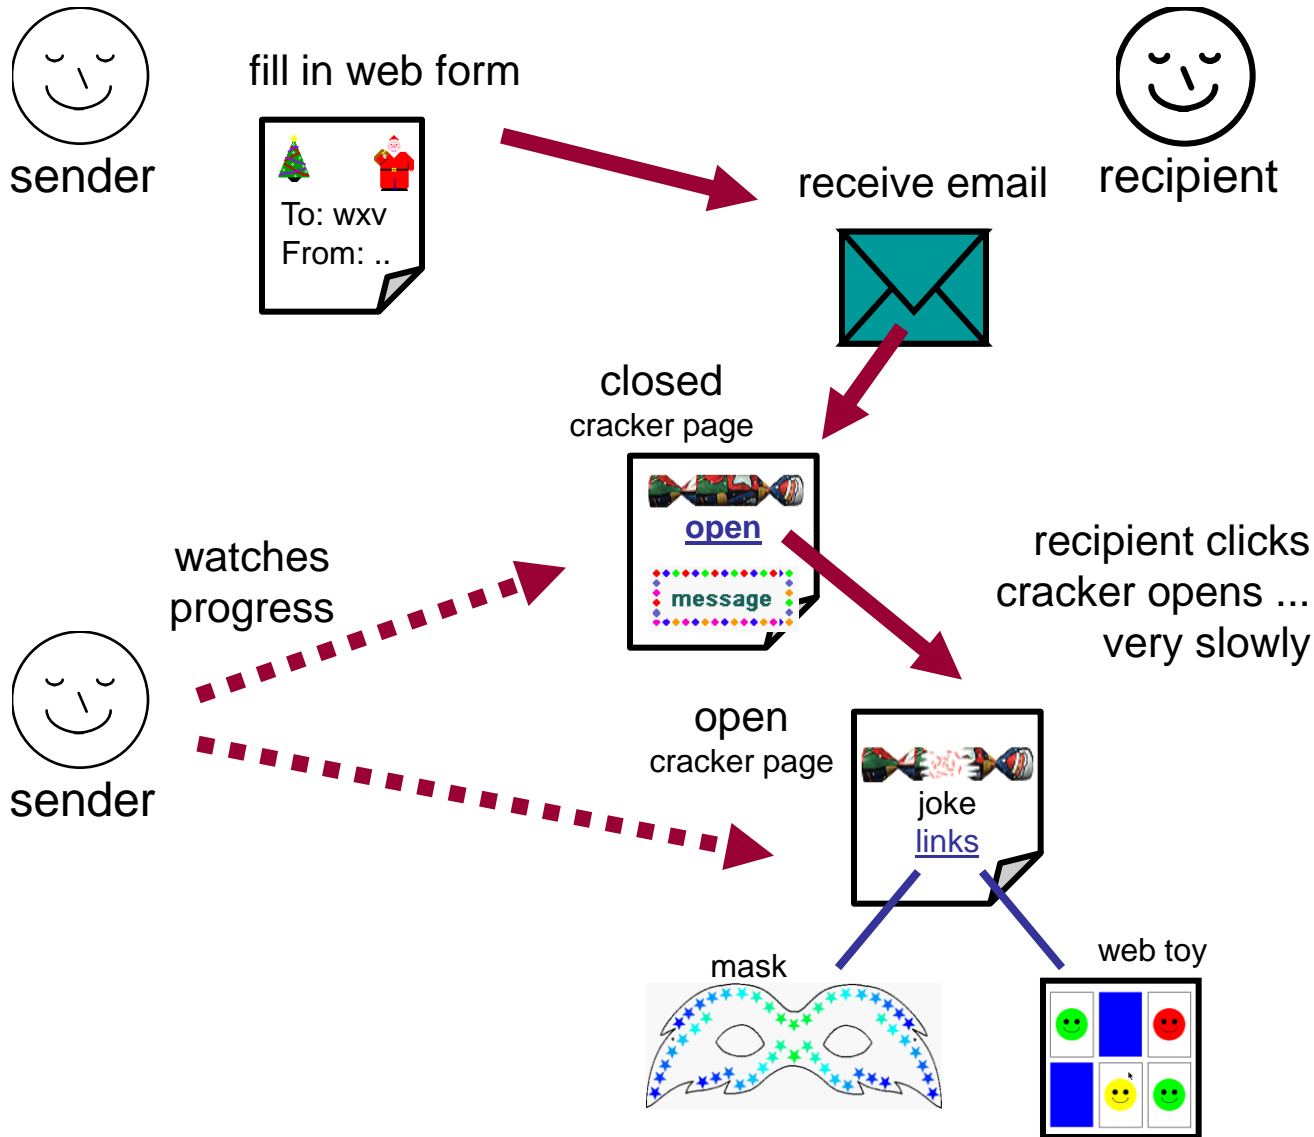 fill in web form
sender
recipient
To: wxv
From: ..
receive email
closed
cracker page
open
message
watches
progress
recipient clicks
cracker opens ...
very slowly
sender
open
cracker page
joke
links
mask
web toy